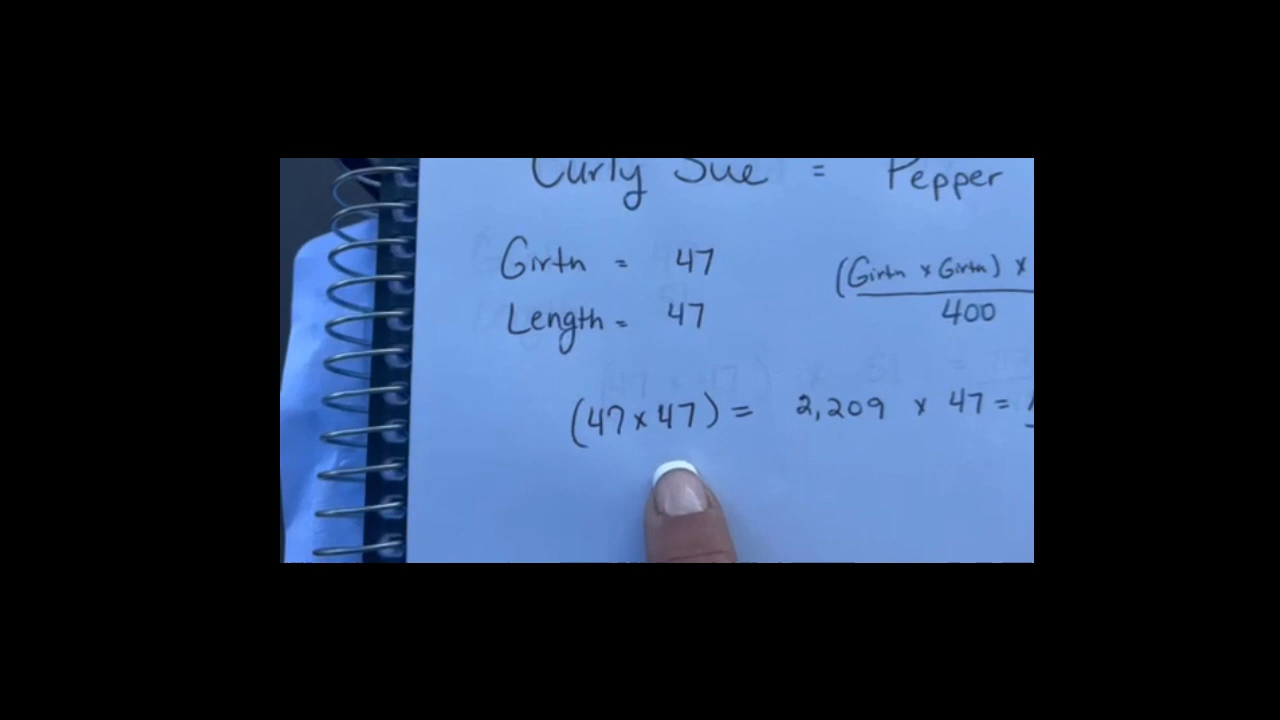 Curly Sue = Pepper
Girth = 47
Length = 47
(Girth x Girth) x
400
(47 x 47) = 2,209 x 47 =